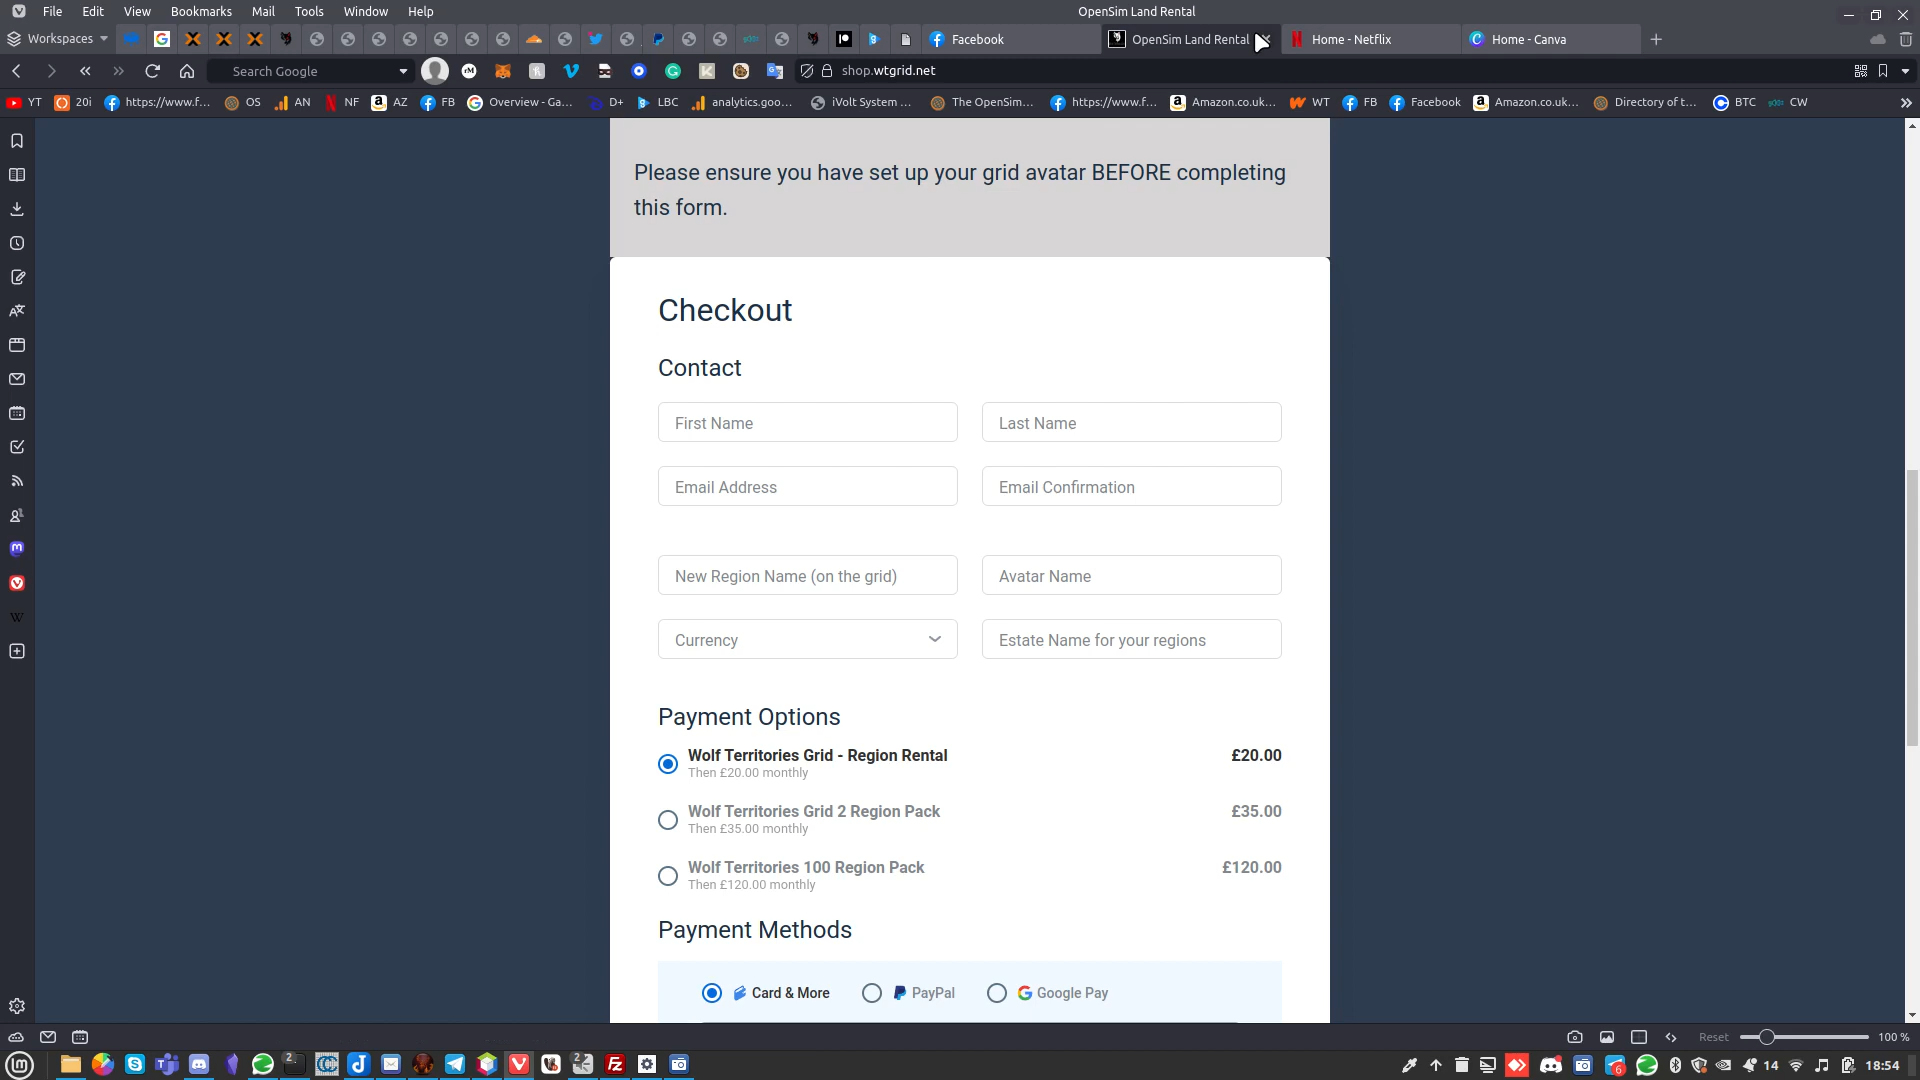 File Edit View Bookmarks Mail Tools Window Help
OpenSim Land Rental
Workspaces
Facebook
OpenSim Land Rental
Home - Netflix
Home - Canva
Search Google
shop.wtgrid.net
YT
20i
https://www.f...
OS
AN
NF
AZ
FB
Overview - Ga...
D+
LBC
analytics.goo...
iVolt System ...
The OpenSim...
https://www.f...
Amazon.co.uk...
WT
FB
Facebook
Amazon.co.uk...
Directory of t...
BTC
CW
Please ensure you have set up your grid avatar BEFORE completing
this form.
Checkout
Contact
First Name
Last Name
Email Address
Email Confirmation
New Region Name (on the grid)
Avatar Name
Currency
Estate Name for your regions
Payment Options
Wolf Territories Grid - Region Rental £20.00
Then £20.00 monthly
Wolf Territories Grid 2 Region Pack £35.00
Then £35.00 monthly
Wolf Territories 100 Region Pack £120.00
Then £120.00 monthly
Payment Methods
Card & More
PayPal
Google Pay
Reset
100 %
14
18:54